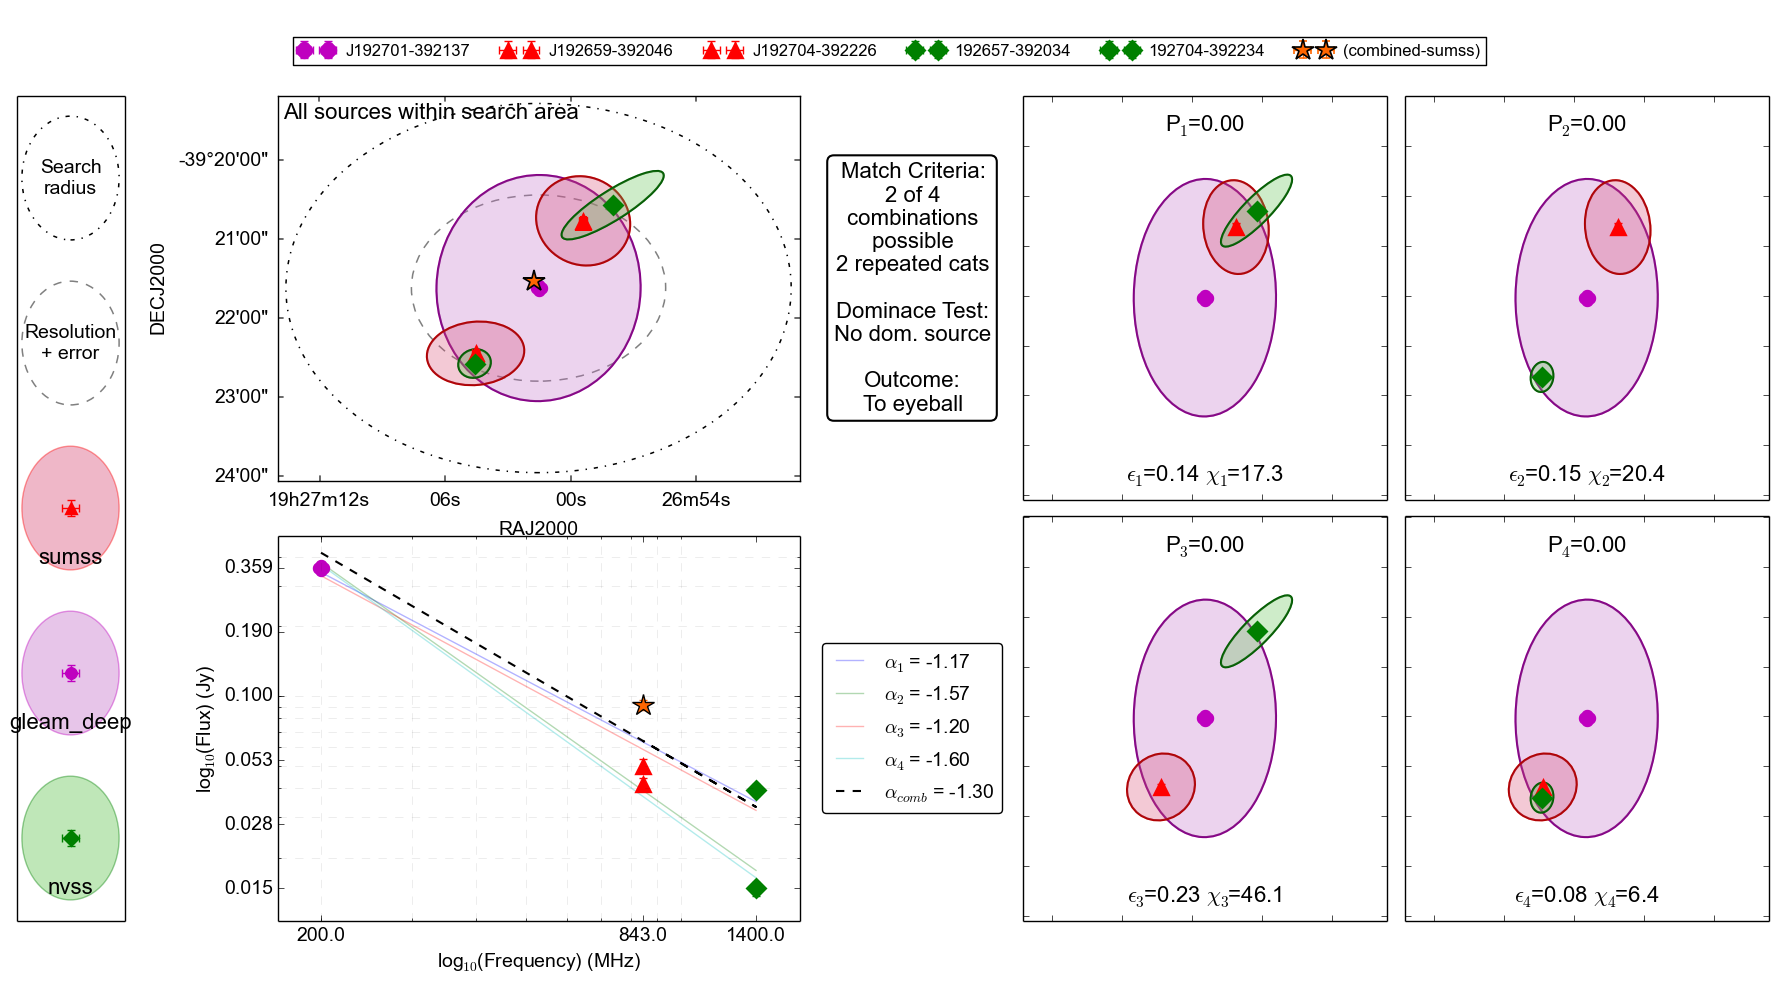 J192701-392137 J192659-392046 J192704-392226 192657-392034 192704-392234 (combined-sumss)
Search
radius
Resolution
+ error
sumss
gleam_deep
nvss
All sources within search area
DECJ2000
-39°20'00"
21'00"
22'00"
23'00"
24'00"
19h27m12s 06s 00s 26m54s
RAJ2000
Match Criteria:
2 of 4
combinations
possible
2 repeated cats
Dominace Test:
No dom. source
Outcome:
To eyeball
P1=0.00
ϵ1=0.14 χ1=17.3
P2=0.00
ϵ2=0.15 χ2=20.4
log10(Flux) (Jy)
0.359
0.190
0.100
0.053
0.028
0.015
200.0 843.0 1400.0
log10(Frequency) (MHz)
α1 = -1.17
α2 = -1.57
α3 = -1.20
α4 = -1.60
αcomb = -1.30
P3=0.00
ϵ3=0.23 χ3=46.1
P4=0.00
ϵ4=0.08 χ4=6.4